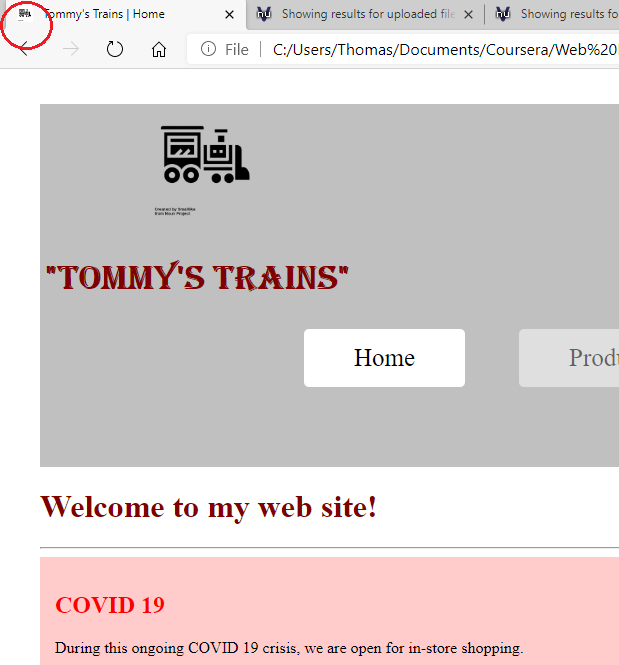 Tommy's Trains | Home
Showing results for uploaded file
Showing results fo
File | C:/Users/Thomas/Documents/Coursera/Web%20
Created by Smallike
from Noun Project
"TOMMY'S TRAINS"
Home
Produ
Welcome to my web site!
COVID 19
During this ongoing COVID 19 crisis, we are open for in-store shopping.